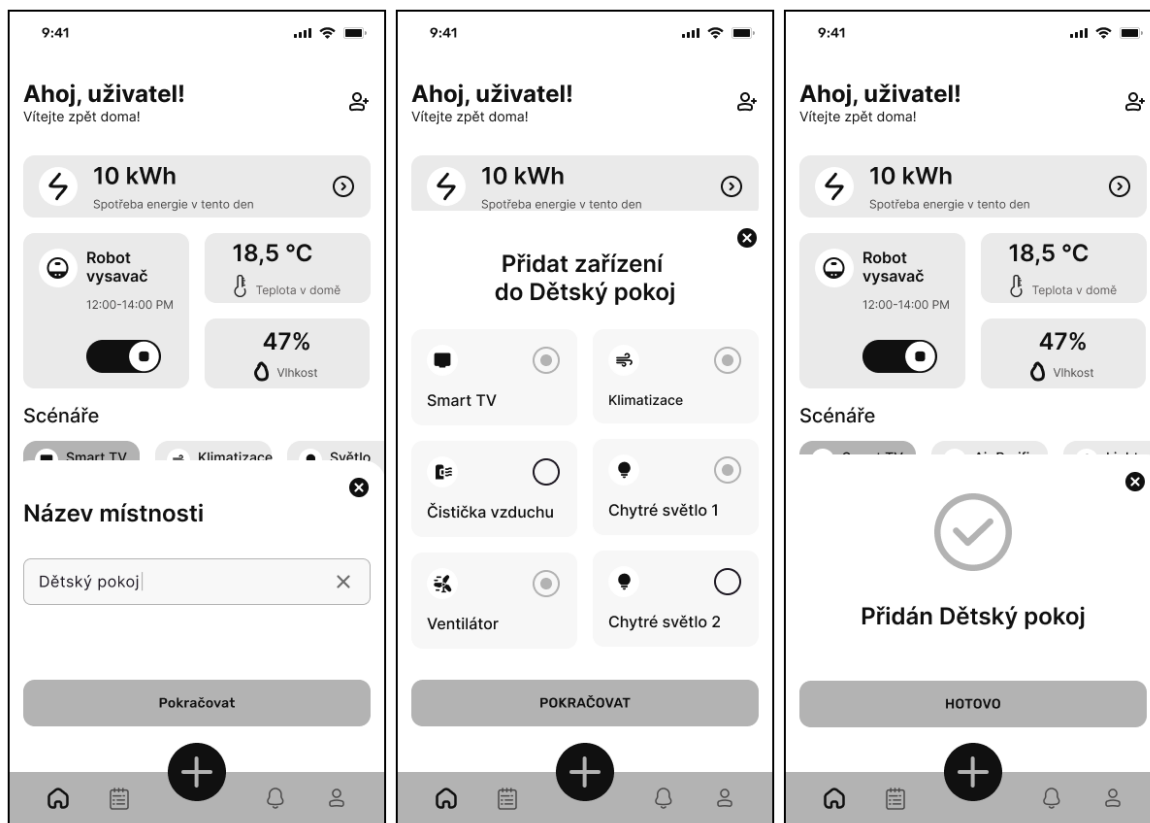 9:41
Ahoj, uživatel!
Vítejte zpět doma!
10 kWh
Spotřeba energie v tento den
Robot
vysavač
12:00-14:00 PM
18,5 °C
Teplota v domě
47%
Vlhkost
Scénáře
Smart TV
Klimatizace
Světlo
Název místnosti
Dětský pokoj
Pokračovat
9:41
Ahoj, uživatel!
Vítejte zpět doma!
10 kWh
Spotřeba energie v tento den
Přidat zařízení
do Dětský pokoj
Smart TV
Klimatizace
Čistička vzduchu
Chytré světlo 1
Ventilátor
Chytré světlo 2
POKRAČOVAT
9:41
Ahoj, uživatel!
Vítejte zpět doma!
10 kWh
Spotřeba energie v tento den
Robot
vysavač
12:00-14:00 PM
18,5 °C
Teplota v domě
47%
Vlhkost
Scénáře
Přidán Dětský pokoj
HOTOVO